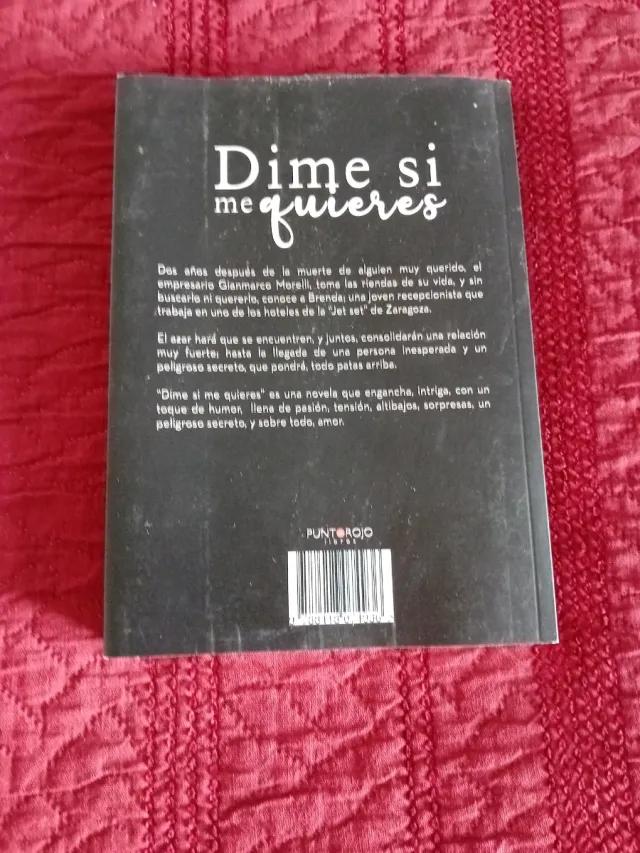 Dime si
me quieres
Dos años después de la muerte de alguien muy querido, el
empresario Gianmarco Morelli, toma las riendas de su vida, y sin
buscarlo ni quererlo, conoce a Brenda; una joven recepcionista que
trabaja en uno de los hoteles de la "Jet set" de Zaragoza.
El azar hará que se encuentren, y juntos, consolidarán una relación
muy fuerte; hasta la llegada de una persona inesperada y un
peligroso secreto, que pondrá, todo patas arriba.
"Dime si me quieres" es una novela que engancha, intriga, con un
toque de humor, llena de pasión, tensión, altibajos, sorpresas, un
peligroso secreto, y sobre todo, amor.
PUNTOROJO
libros